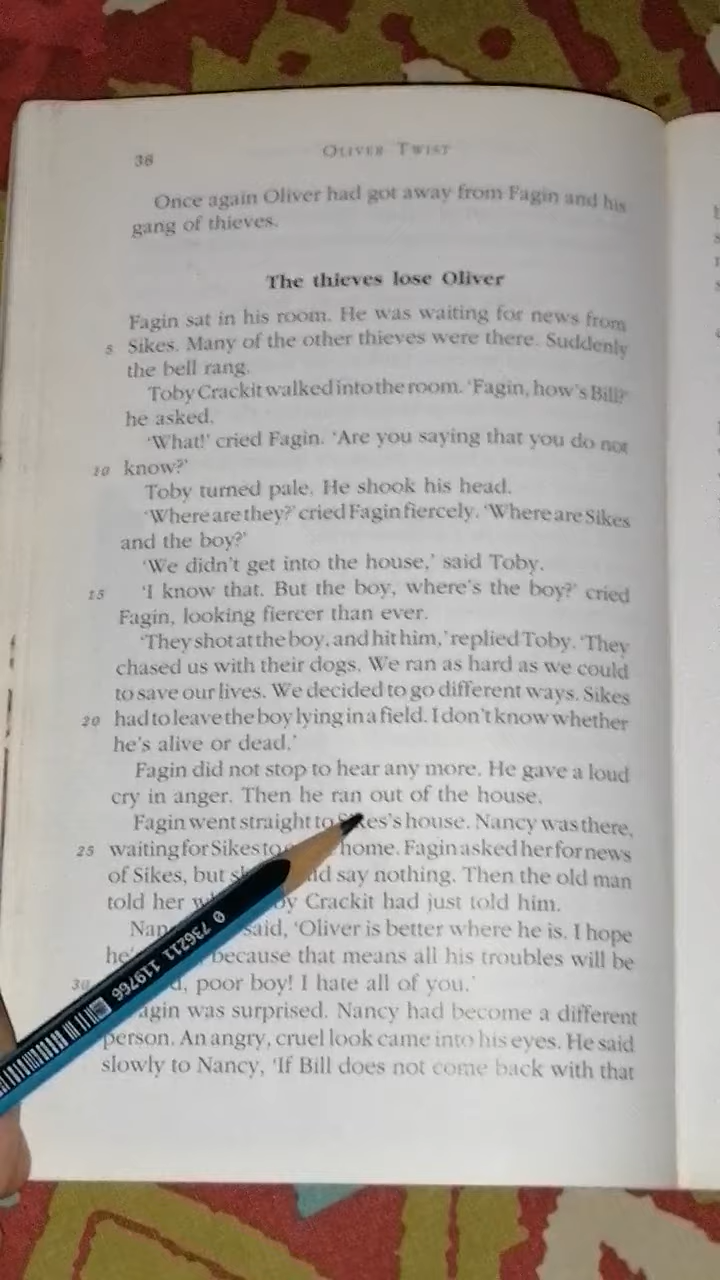 38
OLIVER TWIST
Once again Oliver had got away from Fagin and his
gang of thieves.
The thieves lose Oliver
Fagin sat in his room. He was waiting for news from
5 Sikes. Many of the other thieves were there. Suddenly
the bell rang.
Toby Crackit walked into the room. 'Fagin, how's Bill?'
he asked.
'What!' cried Fagin. 'Are you saying that you do not
10 know?'
Toby turned pale. He shook his head.
'Where are they?' cried Fagin fiercely. 'Where are Sikes
and the boy?'
'We didn't get into the house,' said Toby.
15 'I know that. But the boy, where's the boy?' cried
Fagin, looking fiercer than ever.
'They shot at the boy, and hit him,' replied Toby. 'They
chased us with their dogs. We ran as hard as we could
to save our lives. We decided to go different ways. Sikes
20 had to leave the boy lying in a field. I don't know whether
he's alive or dead.'
Fagin did not stop to hear any more. He gave a loud
cry in anger. Then he ran out of the house.
Fagin went straight to Sikes's house. Nancy was there,
25 waiting for Sikes to home. Fagin asked her for news
of Sikes, but say nothing. Then the old man
told her Crackit had just told him.
said, 'Oliver is better where he is. I hope
because that means all his troubles will be
30 poor boy! I hate all of you.'
Fagin was surprised. Nancy had become a different
person. An angry, cruel look came into his eyes. He said
slowly to Nancy, 'If Bill does not come back with that
0 736211 119766